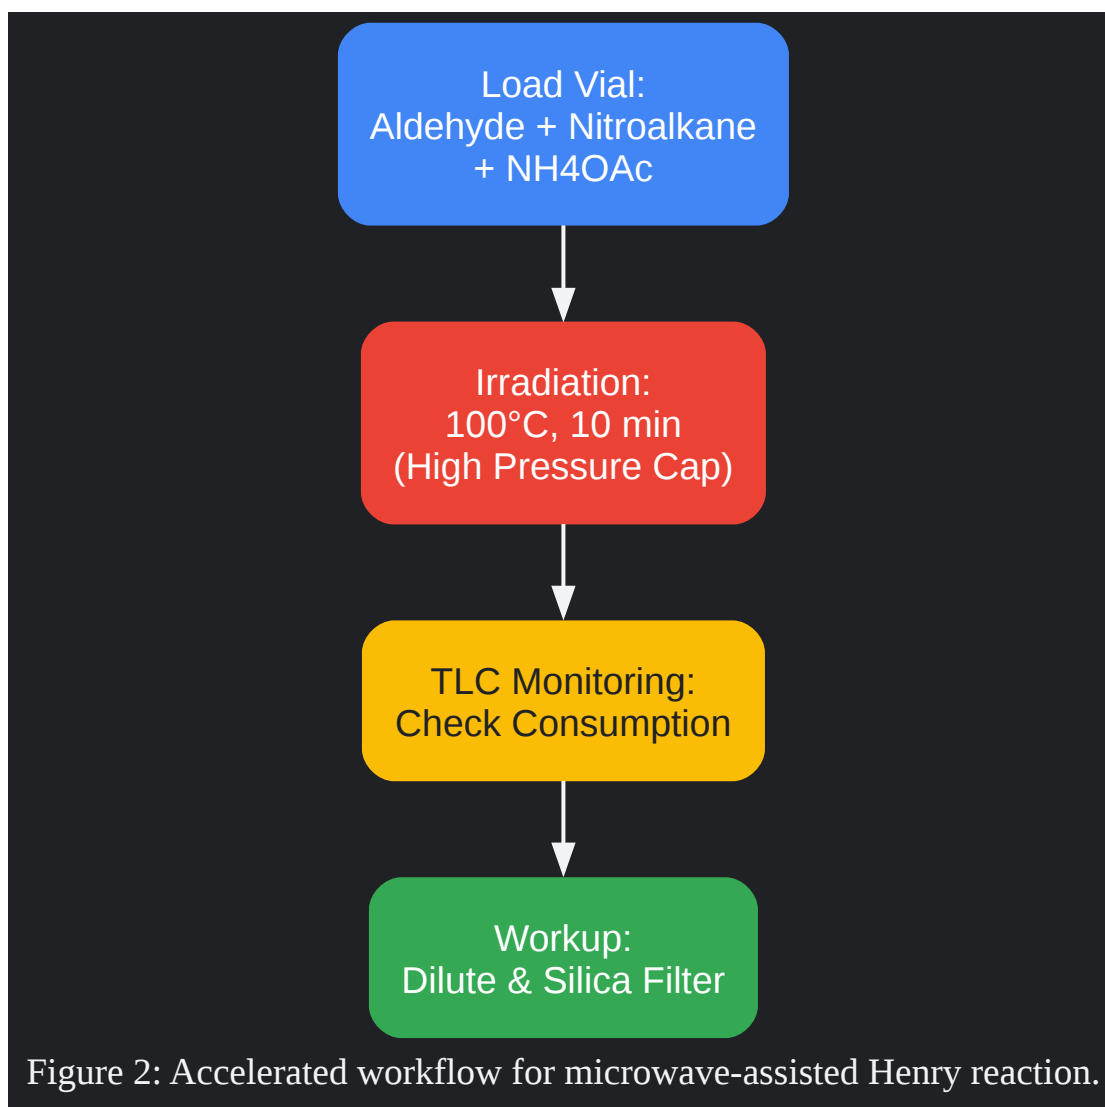 Load Vial:
Aldehyde + Nitroalkane
+ NH4OAc
Irradiation:
100°C, 10 min
(High Pressure Cap)
TLC Monitoring:
Check Consumption
Workup:
Dilute & Silica Filter
Figure 2: Accelerated workflow for microwave-assisted Henry reaction.